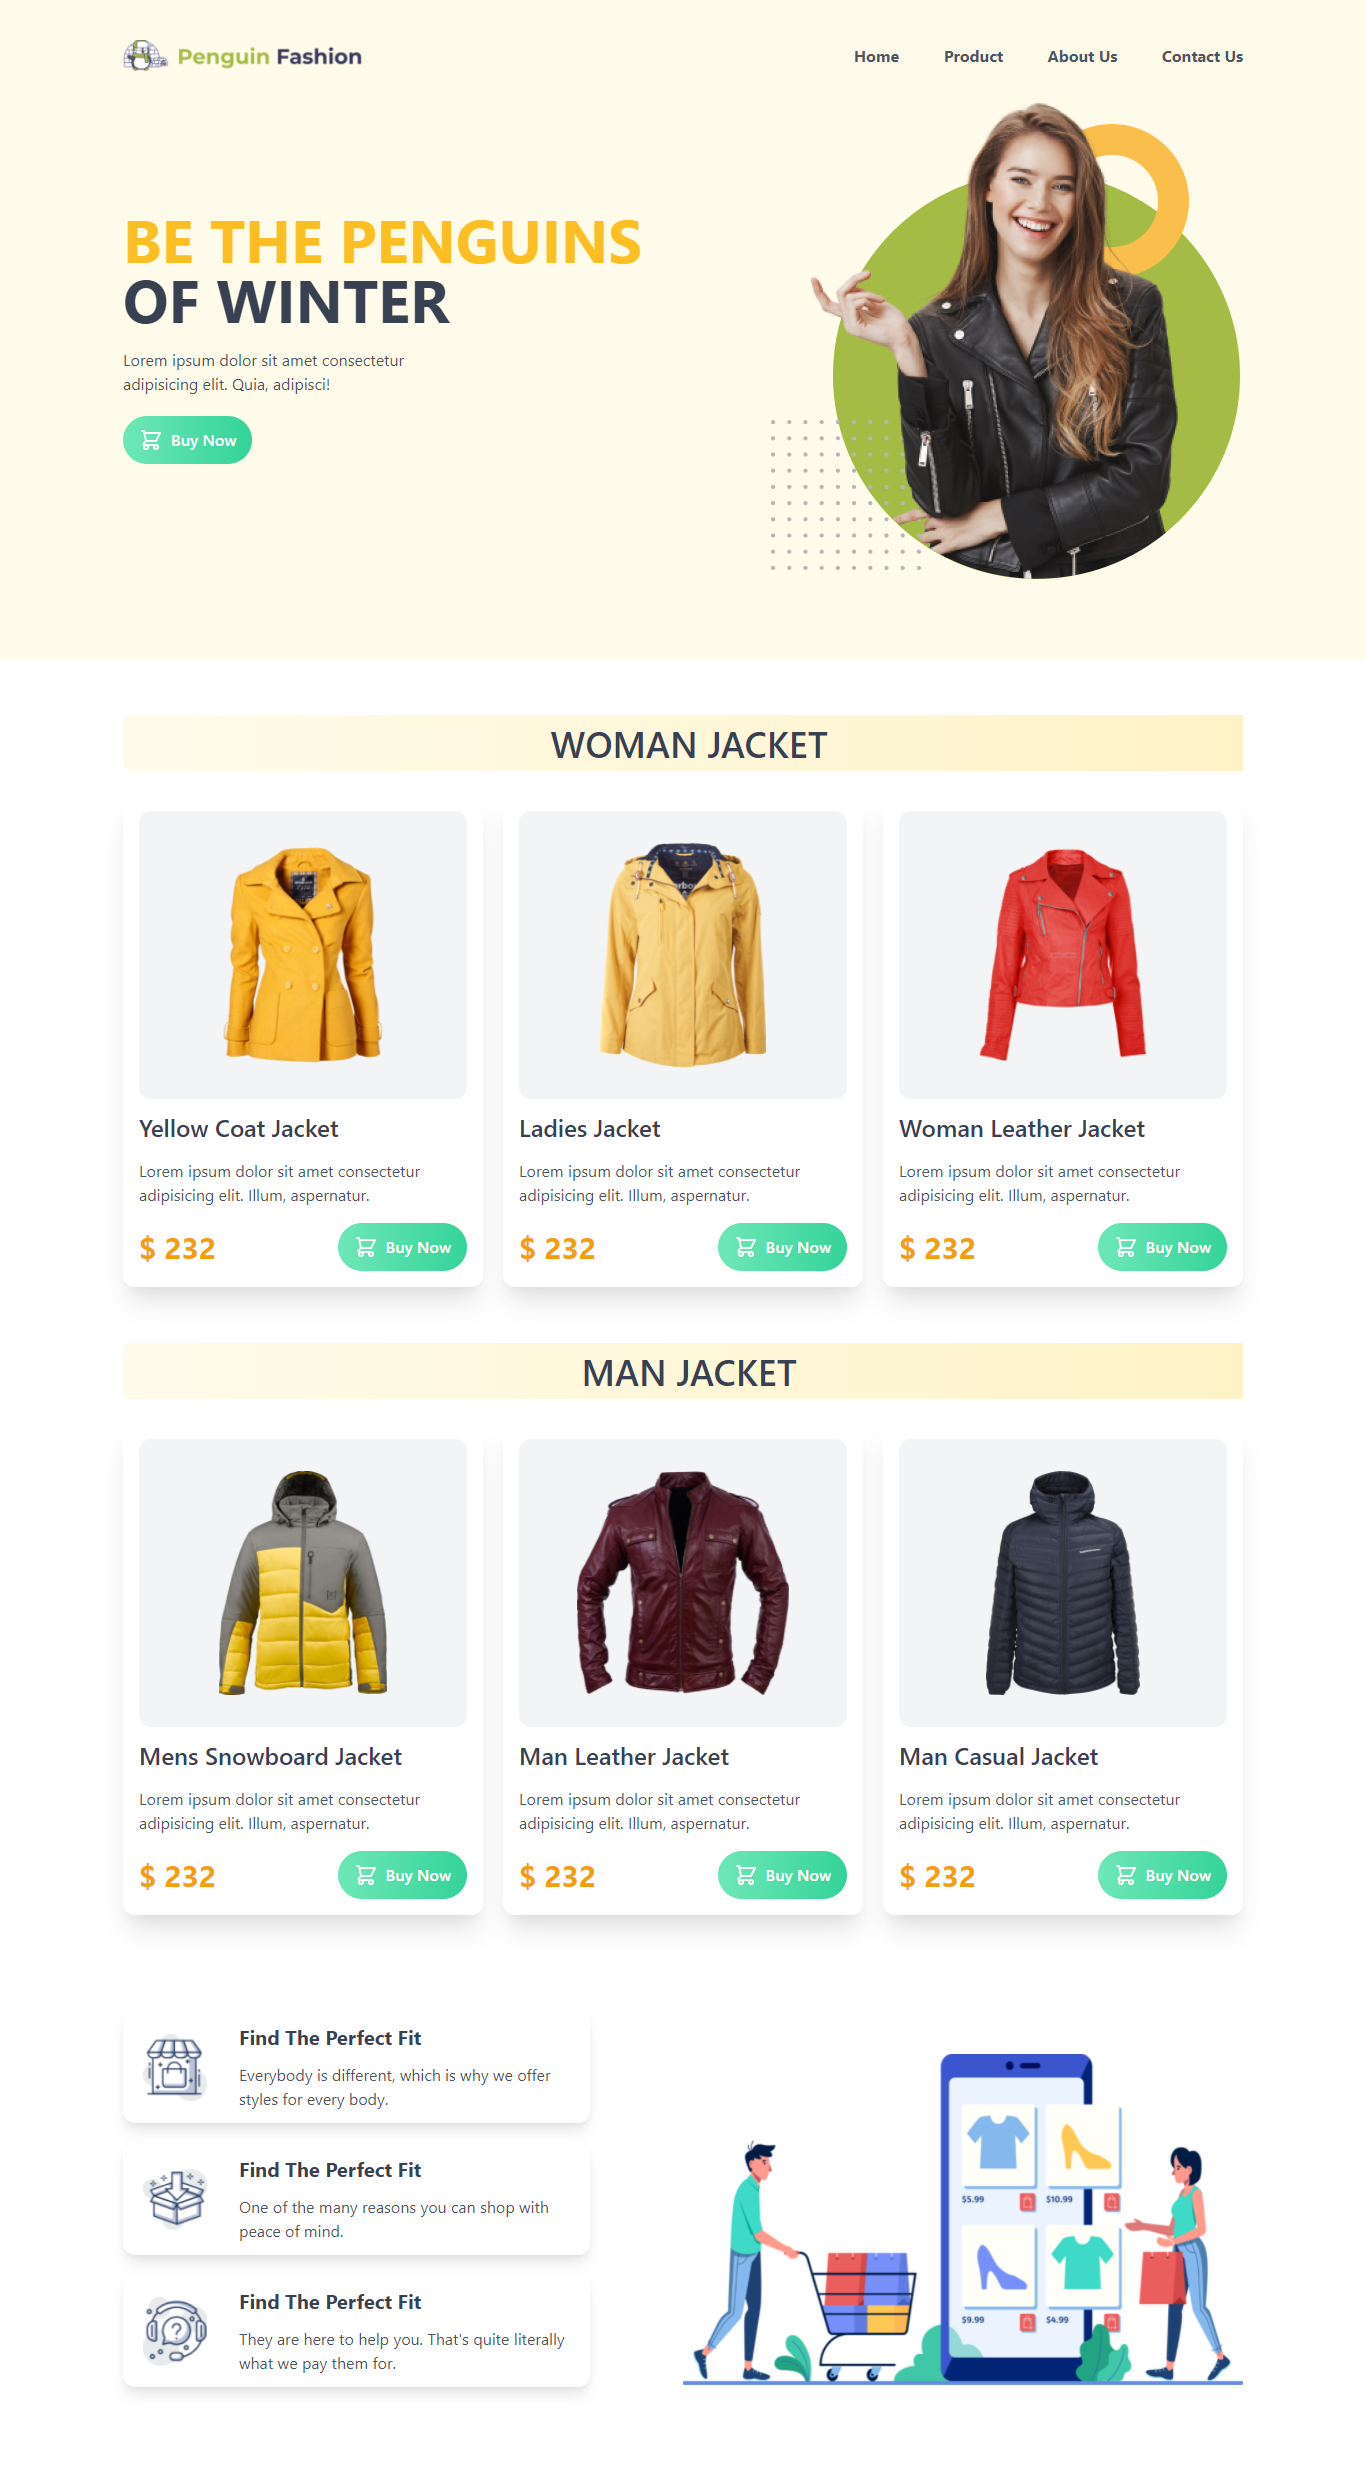 Penguin Fashion
Home Product About Us Contact Us
BE THE PENGUINS
OF WINTER
Lorem ipsum dolor sit amet consectetur
adipisicing elit. Quia, adipisci!
Buy Now
WOMAN JACKET
Yellow Coat Jacket
Lorem ipsum dolor sit amet consectetur
adipisicing elit. Illum, aspernatur.
$ 232
Buy Now
Ladies Jacket
Lorem ipsum dolor sit amet consectetur
adipisicing elit. Illum, aspernatur.
$ 232
Buy Now
Woman Leather Jacket
Lorem ipsum dolor sit amet consectetur
adipisicing elit. Illum, aspernatur.
$ 232
Buy Now
MAN JACKET
Mens Snowboard Jacket
Lorem ipsum dolor sit amet consectetur
adipisicing elit. Illum, aspernatur.
$ 232
Buy Now
Man Leather Jacket
Lorem ipsum dolor sit amet consectetur
adipisicing elit. Illum, aspernatur.
$ 232
Buy Now
Man Casual Jacket
Lorem ipsum dolor sit amet consectetur
adipisicing elit. Illum, aspernatur.
$ 232
Buy Now
Find The Perfect Fit
Everybody is different, which is why we offer
styles for every body.
Find The Perfect Fit
One of the many reasons you can shop with
peace of mind.
Find The Perfect Fit
They are here to help you. That's quite literally
what we pay them for.
$5.99
$10.99
$9.99
$4.99